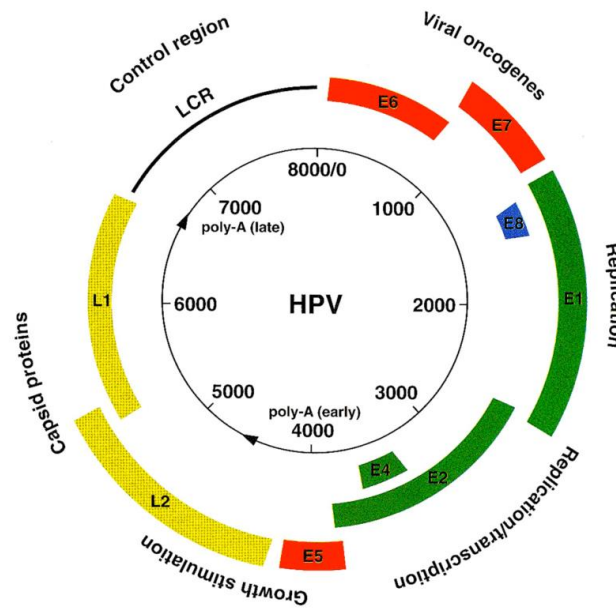 Control region
Viral oncogenes
LCR
E6
E7
8000/0
7000
1000
poly-A (late)
E8
L1
6000
HPV
2000
E1
Replication
Capsid proteins
5000
3000
poly-A (early)
4000
E4
E2
L2
E5
Replication/transcription
Growth stimulation